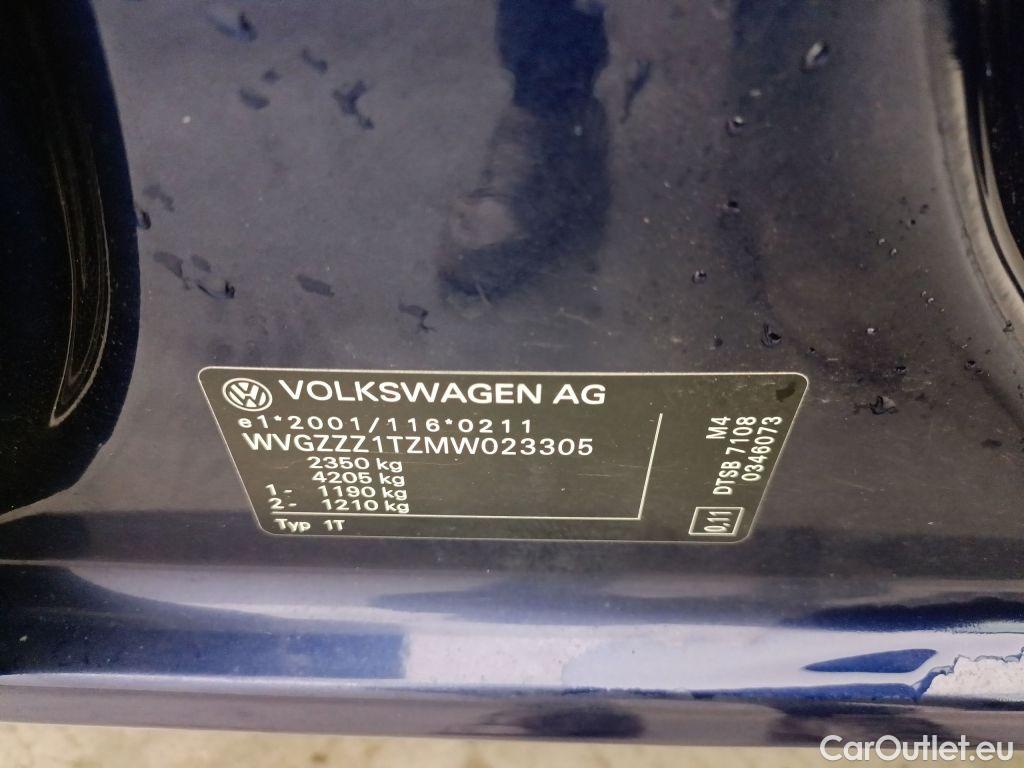 VOLKSWAGEN AG
e1*2001/116*0211
WVGZZZ1TZMW023305
2350 kg
4205 kg
1- 1190 kg
2- 1210 kg
Typ 1T
M4
DTSB 7108
0346073
0,11
CarOutlet.eu